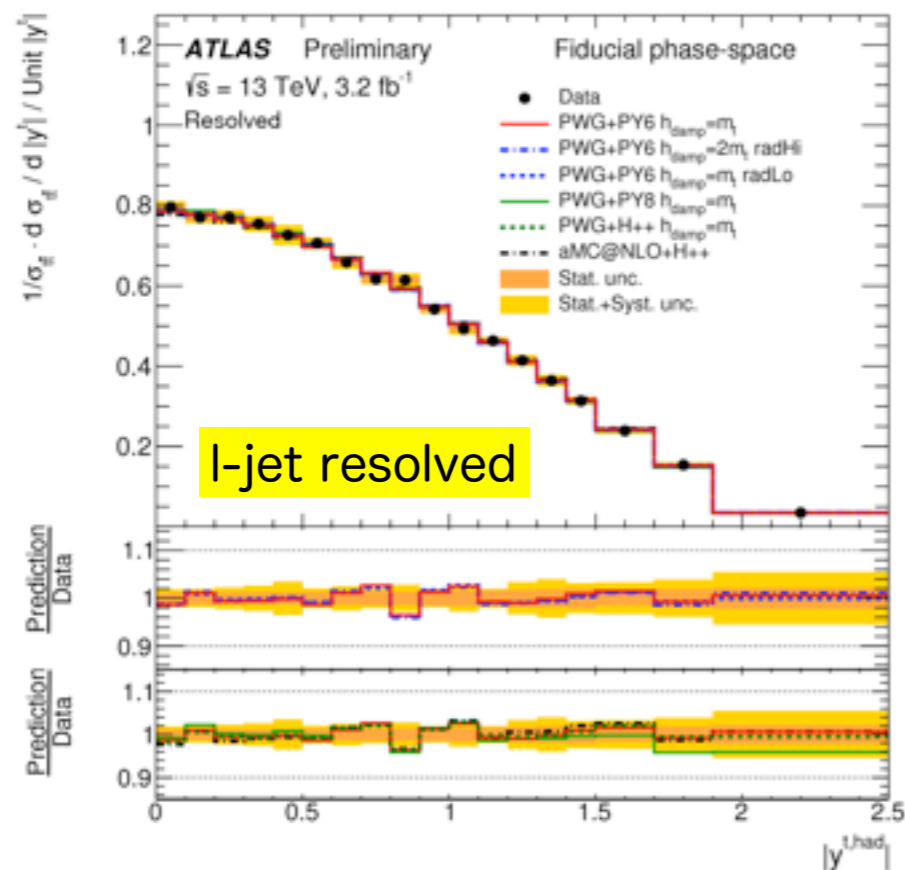 1/σ_tt̄ · d σ_tt̄ / d |y^t| / Unit |y^t|
1.2
1
0.8
0.6
0.4
0.2
ATLAS Preliminary
√s = 13 TeV, 3.2 fb⁻¹
Resolved
Fiducial phase-space
Data
PWG+PY6 h_damp=m_t
PWG+PY6 h_damp=2m_t radHi
PWG+PY6 h_damp=m_t radLo
PWG+PY8 h_damp=m_t
PWG+H++ h_damp=m_t
aMC@NLO+H++
Stat. unc.
Stat.+Syst. unc.
l-jet resolved
Prediction
Data
1.1
1
0.9
Prediction
Data
1.1
1
0.9
0 0.5 1 1.5 2 2.5
|y^t,had|